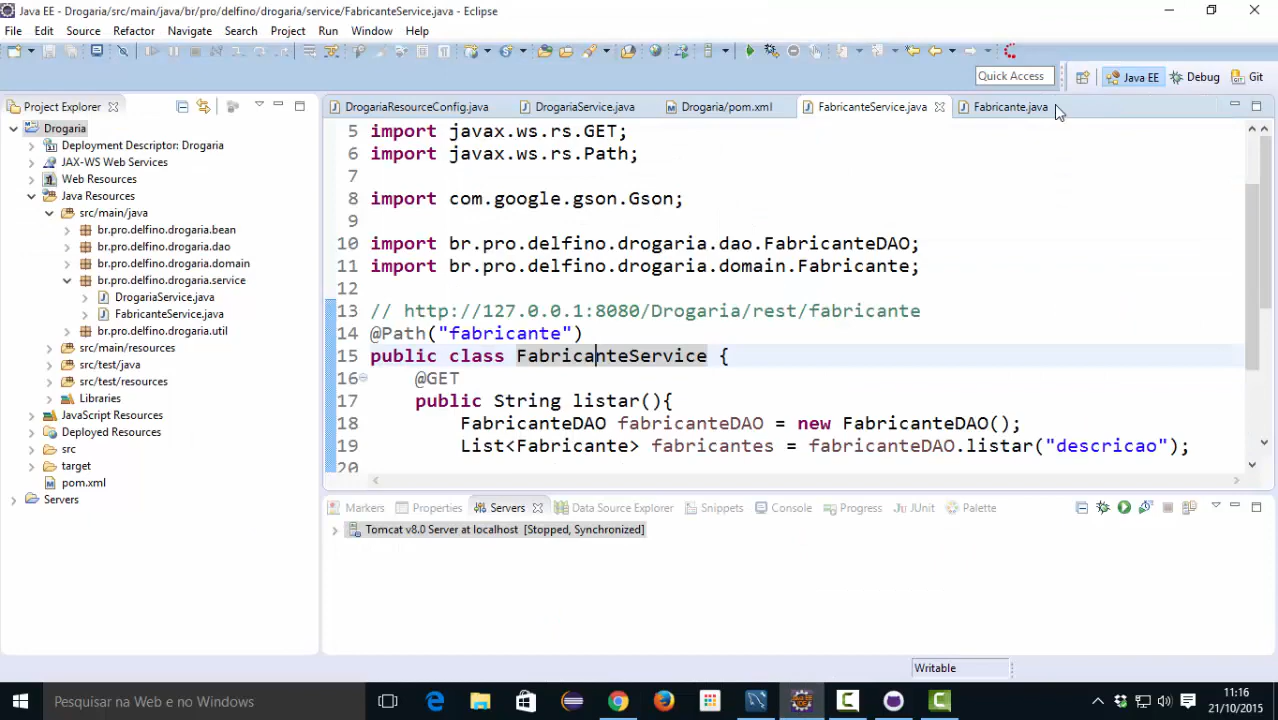 Java EE - Drogaria/src/main/java/br/pro/delfino/drogaria/service/FabricanteService.java - Eclipse
File Edit Source Refactor Navigate Search Project Run Window Help
Quick Access
Java EE
Debug
Git
Project Explorer
Drogaria
Deployment Descriptor: Drogaria
JAX-WS Web Services
Web Resources
Java Resources
src/main/java
br.pro.delfino.drogaria.bean
br.pro.delfino.drogaria.dao
br.pro.delfino.drogaria.domain
br.pro.delfino.drogaria.service
DrogariaService.java
FabricanteService.java
br.pro.delfino.drogaria.util
src/main/resources
src/test/java
src/test/resources
Libraries
JavaScript Resources
Deployed Resources
src
target
pom.xml
Servers
DrogariaResourceConfig.java DrogariaService.java Drogaria/pom.xml FabricanteService.java Fabricante.java
5 import javax.ws.rs.GET;
6 import javax.ws.rs.Path;
7
8 import com.google.gson.Gson;
9
10 import br.pro.delfino.drogaria.dao.FabricanteDAO;
11 import br.pro.delfino.drogaria.domain.Fabricante;
12
13 // http://127.0.0.1:8080/Drogaria/rest/fabricante
14 @Path("fabricante")
15 public class FabricanteService {
16 @GET
17 public String listar(){
18 FabricanteDAO fabricanteDAO = new FabricanteDAO();
19 List<Fabricante> fabricantes = fabricanteDAO.listar("descricao");
20
Markers Properties Servers Data Source Explorer Snippets Console Progress JUnit Palette
Tomcat v8.0 Server at localhost [Stopped, Synchronized]
Writable
Pesquisar na Web e no Windows
11:16
21/10/2015